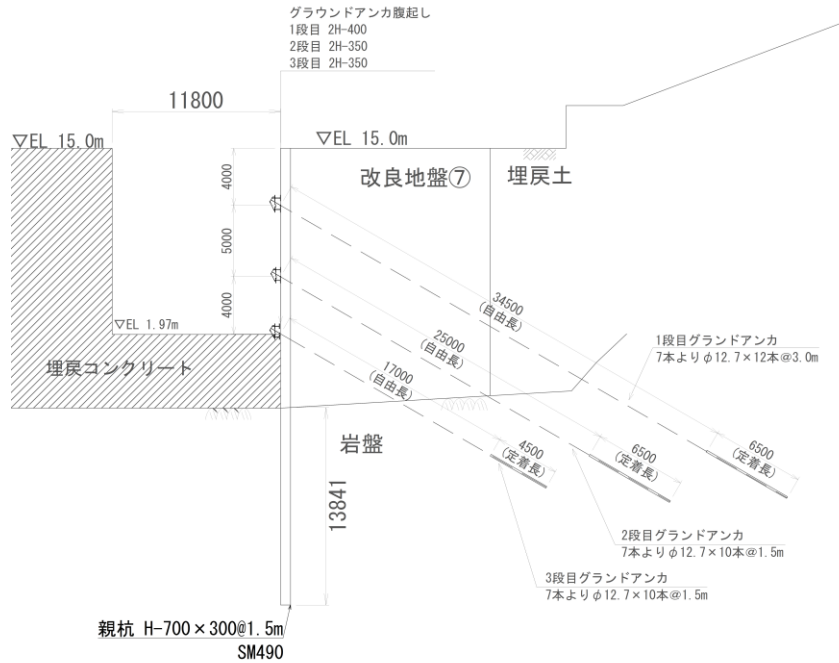 グラウンドアンカ腹起し
1段目 2H-400
2段目 2H-350
3段目 2H-350
11800
▽EL 15.0m
▽EL 15.0m
4000
改良地盤⑦
埋戻土
5000
4000
34500
(自由長)
▽EL 1.97m
25000
(自由長)
1段目グランドアンカ
7本よりφ12.7×12本@3.0m
埋戻コンクリート
17000
(自由長)
岩盤
4500
(定着長)
6500
(定着長)
6500
(定着長)
13841
2段目グランドアンカ
7本よりφ12.7×10本@1.5m
3段目グランドアンカ
7本よりφ12.7×10本@1.5m
親杭 H-700×300@1.5m
SM490